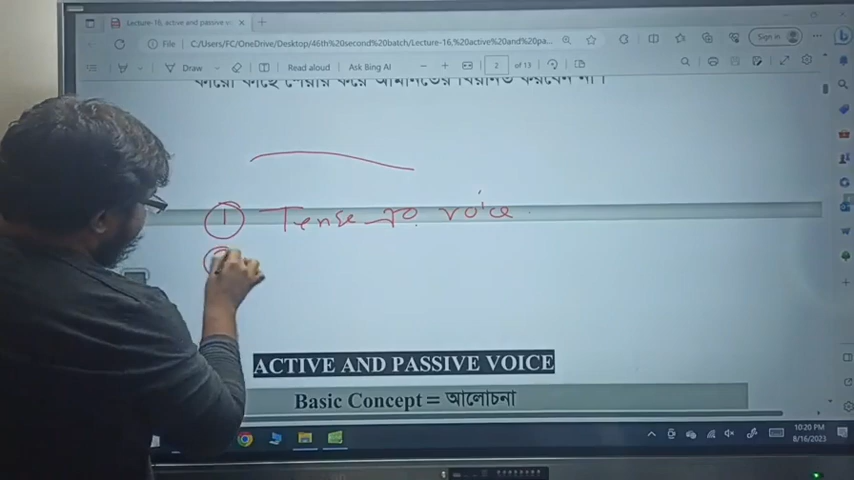 Lecture-16, active and passive vo
File C:/Users/FC/OneDrive/Desktop/46th%20second%20batch/Lecture-16,%20active%20and%20pa... Sign in
Draw Read aloud Ask Bing AI 2 of 13
① Tense To voice
ACTIVE AND PASSIVE VOICE
Basic Concept = আলোচনা
10:20 PM
8/16/2023